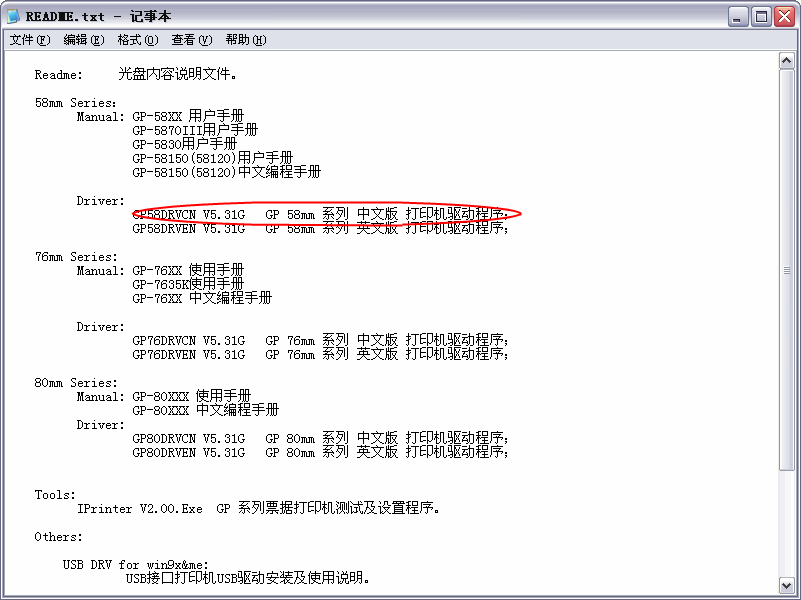 README.txt - 记事本
文件(F) 编辑(E) 格式(O) 查看(V) 帮助(H)
Readme: 光盘内容说明文件。
58mm Series:
Manual: GP-58XX 用户手册
GP-5870III用户手册
GP-5830用户手册
GP-58150(58120)用户手册
GP-58150(58120)中文编程手册
Driver:
GP58DRVCN V5.31G GP 58mm 系列 中文版 打印机驱动程序;
GP58DRVEN V5.31G GP 58mm 系列 英文版 打印机驱动程序;
76mm Series:
Manual: GP-76XX 使用手册
GP-7635K使用手册
GP-76XX 中文编程手册
Driver:
GP76DRVCN V5.31G GP 76mm 系列 中文版 打印机驱动程序;
GP76DRVEN V5.31G GP 76mm 系列 英文版 打印机驱动程序;
80mm Series:
Manual: GP-80XXX 使用手册
GP-80XXX 中文编程手册
Driver:
GP80DRVCN V5.31G GP 80mm 系列 中文版 打印机驱动程序;
GP80DRVEN V5.31G GP 80mm 系列 英文版 打印机驱动程序;
Tools:
IPrinter V2.00.Exe GP 系列票据打印机测试及设置程序。
Others:
USB DRV for win9x&me:
USB接口打印机USB驱动安装及使用说明。